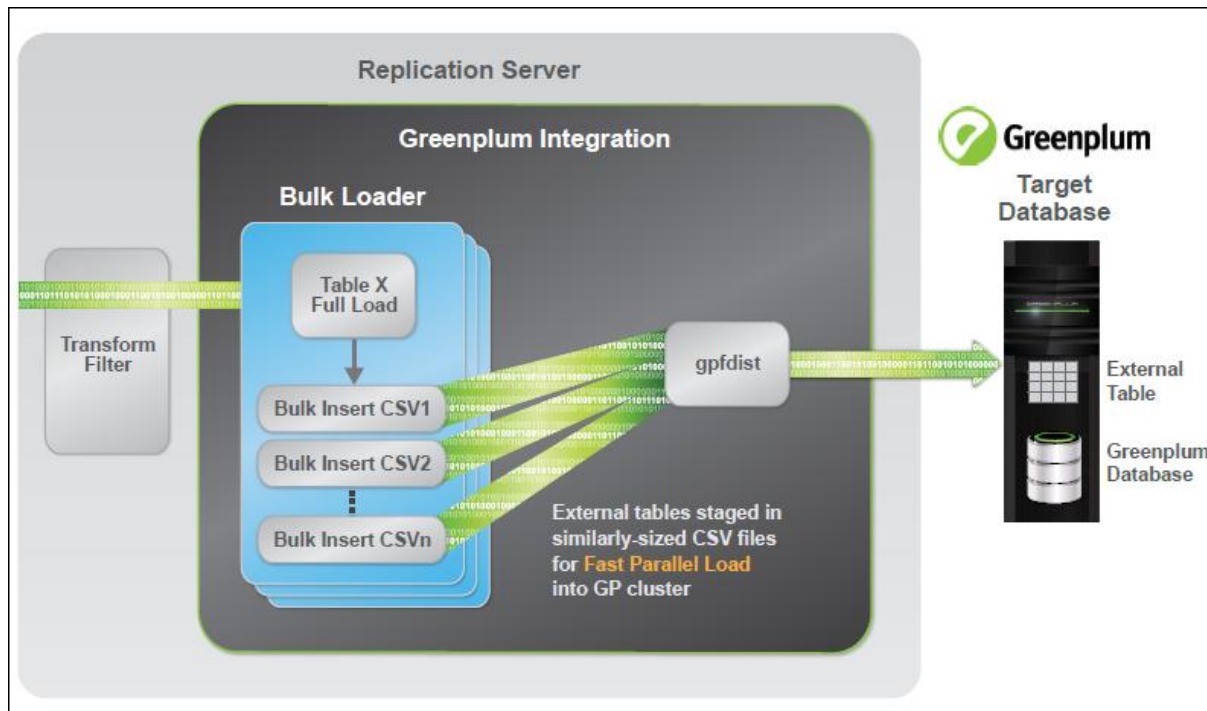 Replication Server
Greenplum Integration
Bulk Loader
Table X
Full Load
Transform
Filter
Bulk Insert CSV1
Bulk Insert CSV2
Bulk Insert CSVn
gpfdist
External tables staged in
similarly-sized CSV files
for Fast Parallel Load
into GP cluster
Greenplum
Target
Database
External
Table
Greenplum
Database